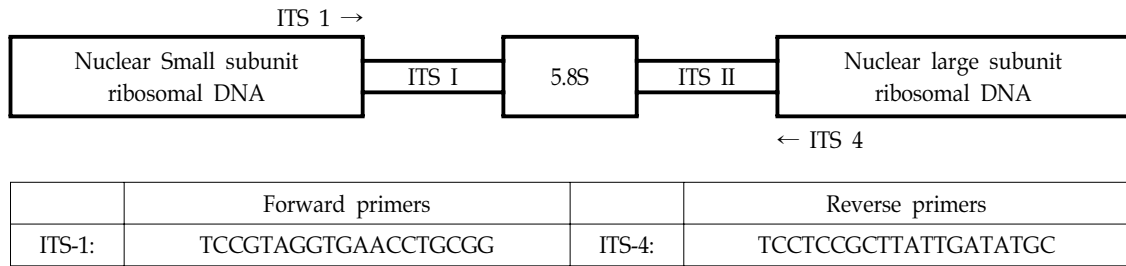 ITS 1 →
Nuclear Small subunit
ribosomal DNA
ITS I
5.8S
ITS II
Nuclear large subunit
ribosomal DNA
← ITS 4
Forward primers Reverse primers
ITS-1: TCCGTAGGTGAACCTGCGG ITS-4: TCCTCCGCTTATTGATATGC